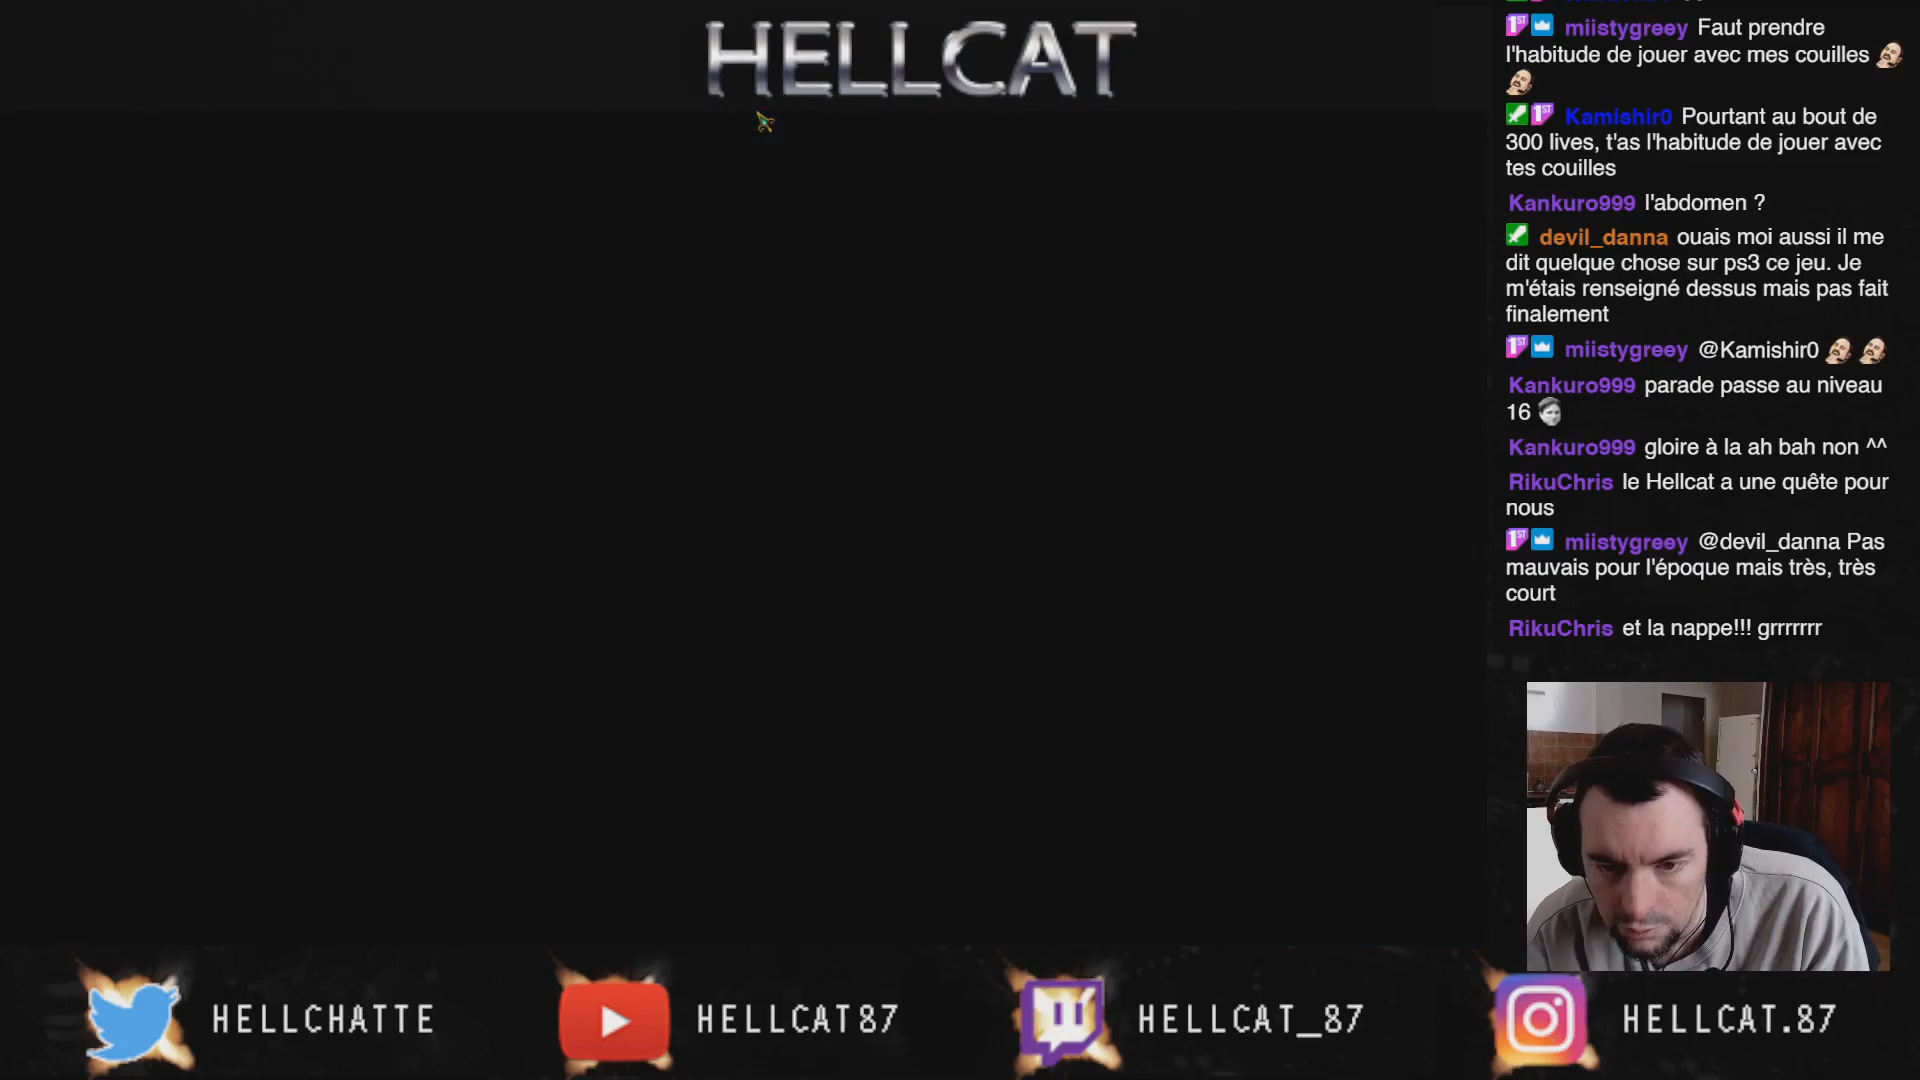 HELLCAT
miistygreey Faut prendre
l'habitude de jouer avec mes couilles
Kamishir0 Pourtant au bout de
300 lives, t'as l'habitude de jouer avec
tes couilles
Kankuro999 l'abdomen ?
devil_danna ouais moi aussi il me
dit quelque chose sur ps3 ce jeu. Je
m'étais renseigné dessus mais pas fait
finalement
miistygreey @Kamishir0
Kankuro999 parade passe au niveau
16
Kankuro999 gloire à la ah bah non ^^
RikuChris le Hellcat a une quête pour
nous
miistygreey @devil_danna Pas
mauvais pour l'époque mais très, très
court
RikuChris et la nappe!!! grrrrrrr
HELLCHATTE
HELLCAT87
HELLCAT_87
HELLCAT.87